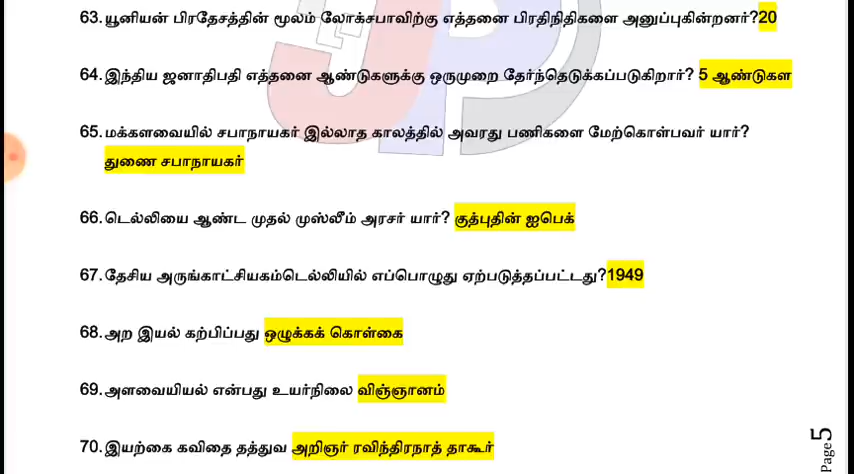 63.யூனியன் பிரதேசத்தின் மூலம் லோக்சபாவிற்கு எத்தனை பிரதிநிதிகளை அனுப்புகின்றனர்?20
64.இந்திய ஜனாதிபதி எத்தனை ஆண்டுகளுக்கு ஒருமுறை தேர்ந்தெடுக்கப்படுகிறார்? 5 ஆண்டுகள
65.மக்களவையில் சபாநாயகர் இல்லாத காலத்தில் அவரது பணிகளை மேற்கொள்பவர் யார்?
துணை சபாநாயகர்
66.டெல்லியை ஆண்ட முதல் முஸ்லீம் அரசர் யார்? குத்புதின் ஐபெக்
67.தேசிய அருங்காட்சியகம்டெல்லியில் எப்பொழுது ஏற்படுத்தப்பட்டது?1949
68.அற இயல் கற்பிப்பது ஒழுக்கக் கொள்கை
69.அளவையியல் என்பது உயர்நிலை விஞ்ஞானம்
70.இயற்கை கவிதை தத்துவ அறிஞர் ரவிந்திரநாத் தாகூர்
Page5